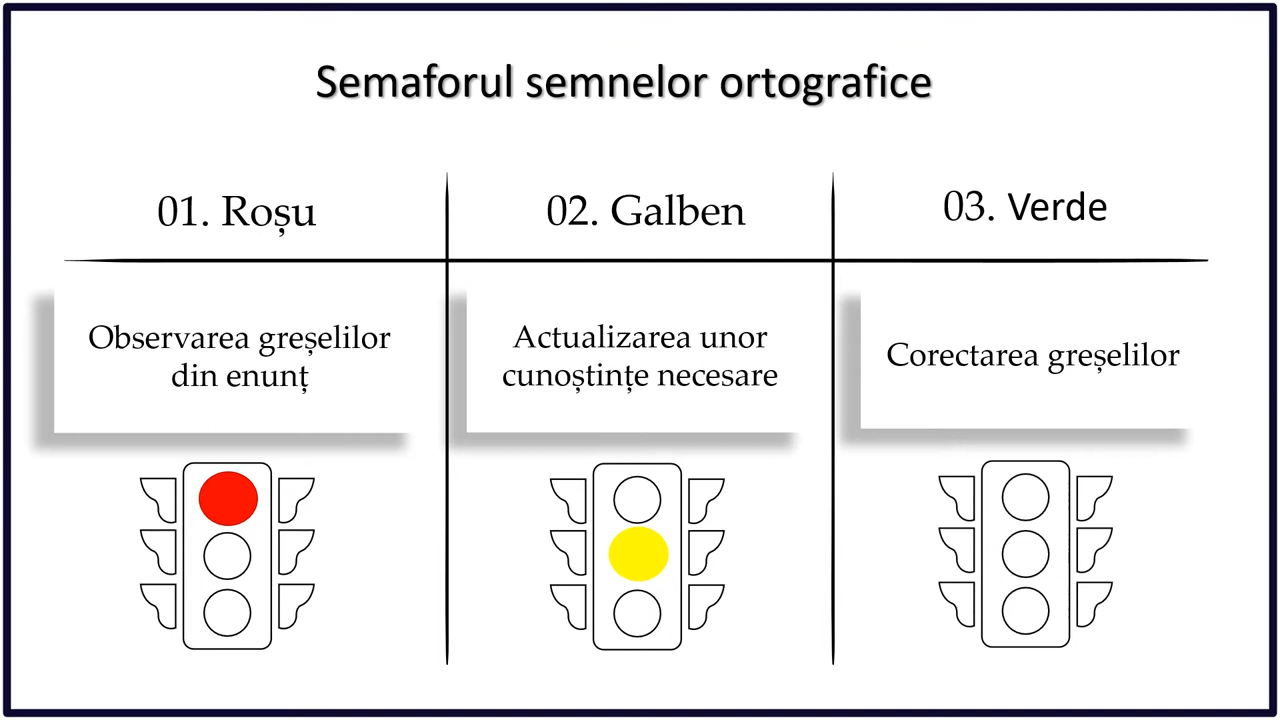 Semaforul semnelor ortografice
01. Roșu
02. Galben
03. Verde
Observarea greșelilor
din enunț
Actualizarea unor
cunoștințe necesare
Corectarea greșelilor